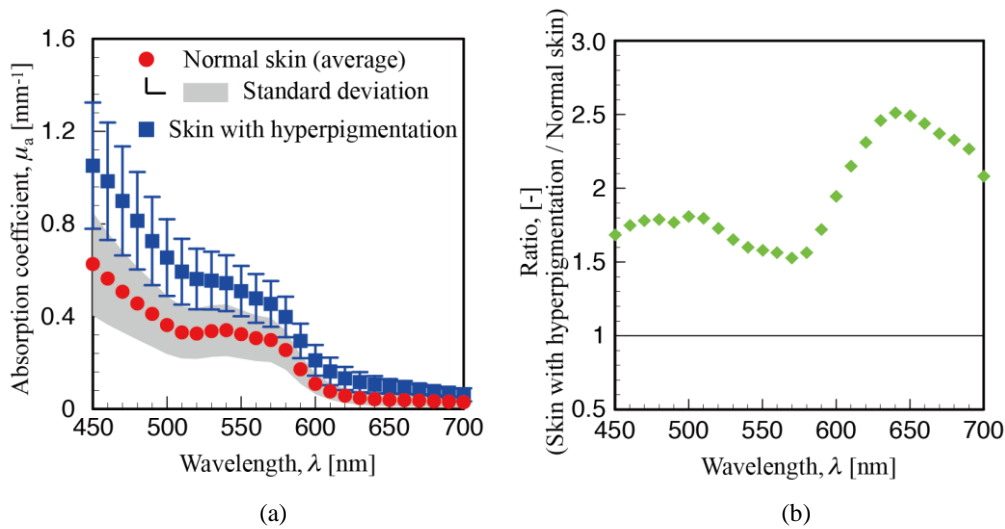 1.6
1.2
0.8
0.4
0
Absorption coefficient, μa [mm-1]
Normal skin (average)
Standard deviation
Skin with hyperpigmentation
450 500 550 600 650 700
Wavelength, λ [nm]
(a)
3.0
2.5
2
1.5
1
0.5
Ratio, [-]
(Skin with hyperpigmentation / Normal skin)
450 500 550 600 650 700
Wavelength, λ [nm]
(b)